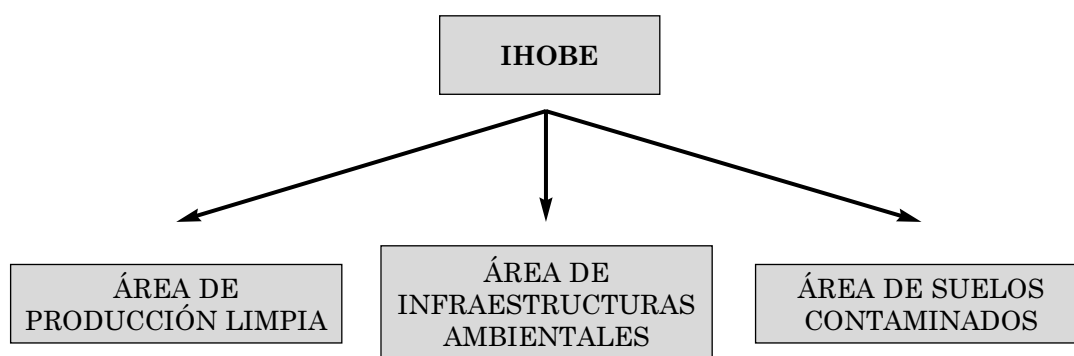 IHOBE
ÁREA DE
PRODUCCIÓN LIMPIA
ÁREA DE
INFRAESTRUCTURAS
AMBIENTALES
ÁREA DE SUELOS
CONTAMINADOS